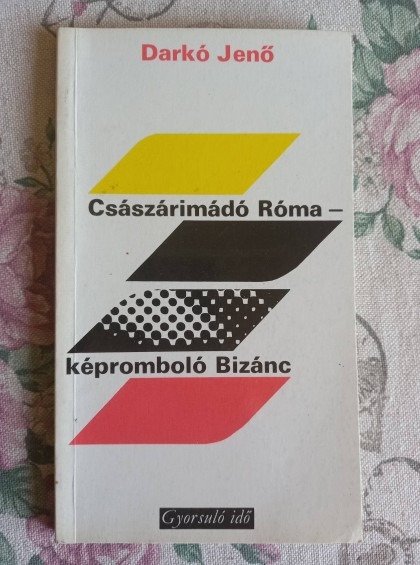 Darkó Jenő
Császárimádó Róma –
képromboló Bizánc
Gyorsuló idő